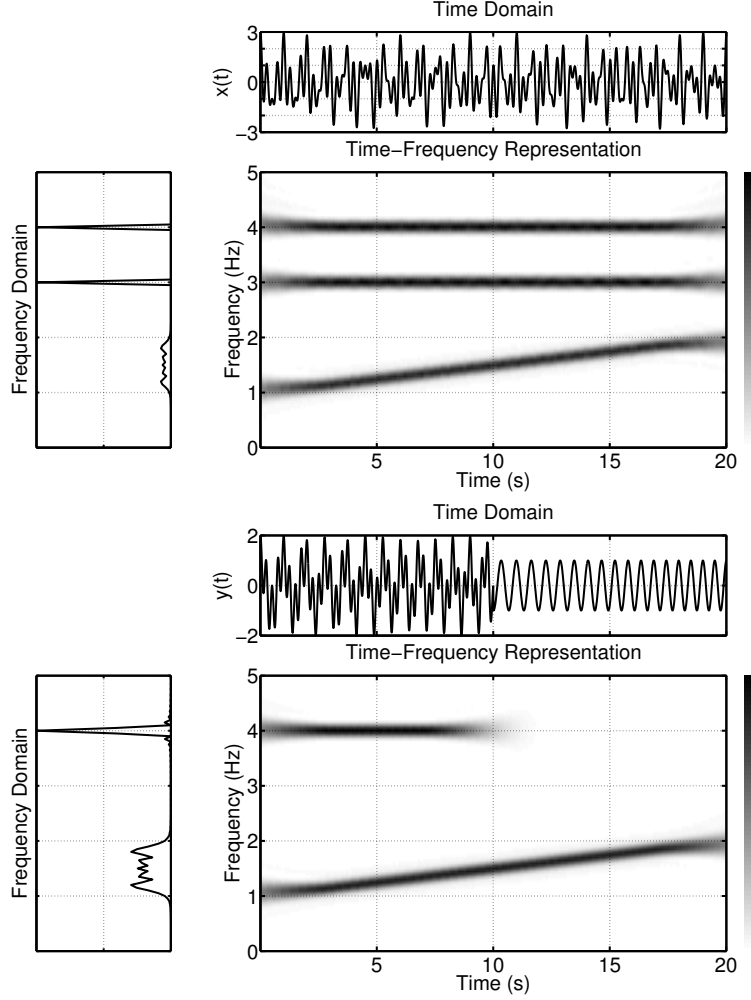 Time Domain
3
0
−3
x(t)
Time−Frequency Representation
5
4
3
2
1
0
Frequency (Hz)
Frequency Domain
5
10
15
20
Time (s)
Time Domain
2
0
−2
y(t)
Time−Frequency Representation
5
4
3
2
1
0
Frequency (Hz)
Frequency Domain
5
10
15
20
Time (s)